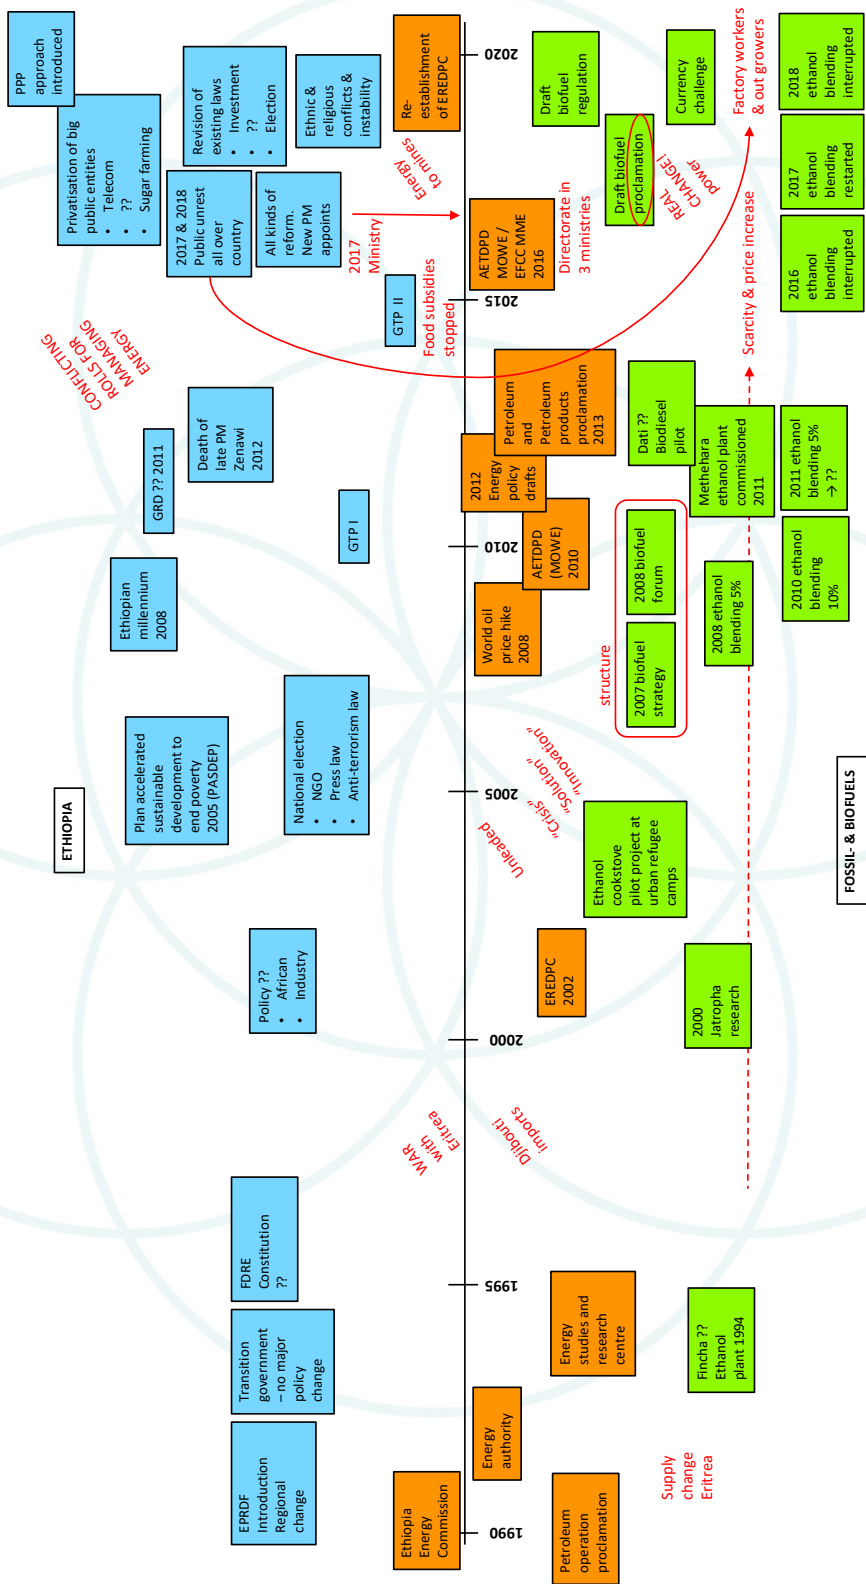 ETHIOPIA
EPRDF
Introduction
Regional
change
Transition
government
– no major
policy
change
FDRE
Constitution
??
Policy ??
• African
• Industry
Plan accelerated
sustainable
development to
end poverty
2005 (PASDEP)
National election
• NGO
• Press law
• Anti-terrorism law
Ethiopian
millennium
2008
GRD ?? 2011
Death of
late PM
Zenawi
2012
GTP I
GTP II
CONFLICTING
ROLLS FOR
MANAGING
ENERGY
PPP
approach
introduced
Privatisation of big
public entities
• Telecom
• ??
• Sugar farming
2017 & 2018
Public unrest
all over
country
Revision of
existing laws
• Investment
• ??
• Election
All kinds of
reform.
New PM
appoints
Ethnic &
religious
conflicts &
instability
2017
Ministry
Food subsidies
stopped
Energy
to mines
WAR
with
Eritrea
Ethiopia
Energy
Commission
Re-
establishment
of EREDPC
1990
1995
2000
2005
2010
2015
2020
Energy
authority
Petroleum
operation
proclamation
Energy
studies and
research
centre
EREDPC
2002
World oil
price hike
2008
AETDPD
(MOWE)
2010
2012
Energy
policy
drafts
Petroleum
and
Petroleum
products
proclamation
2013
AETDPD
MOWE /
EFCC MME
2016
Directorate in
3 ministries
Djibouti
imports
Unleaded
“Crisis”
“Solution”
“Innovation”
Supply
change
Eritrea
Fincha ??
Ethanol
plant 1994
2000
Jatropha
research
Ethanol
cookstove
pilot project at
urban refugee
camps
structure
2007 biofuel
strategy
2008 biofuel
forum
2008 ethanol
blending 5%
Dati ??
Biodiesel
pilot
Methehara
ethanol plant
commissioned
2011
2010 ethanol
blending
10%
2011 ethanol
blending 5%
→ ??
Draft
biofuel
regulation
Draft biofuel
proclamation
REAL
CHANGE!
power
Currency
challenge
Scarcity & price increase
Factory workers
& out growers
2016
ethanol
blending
interrupted
2017
ethanol
blending
restarted
2018
ethanol
blending
interrupted
FOSSIL- & BIOFUELS